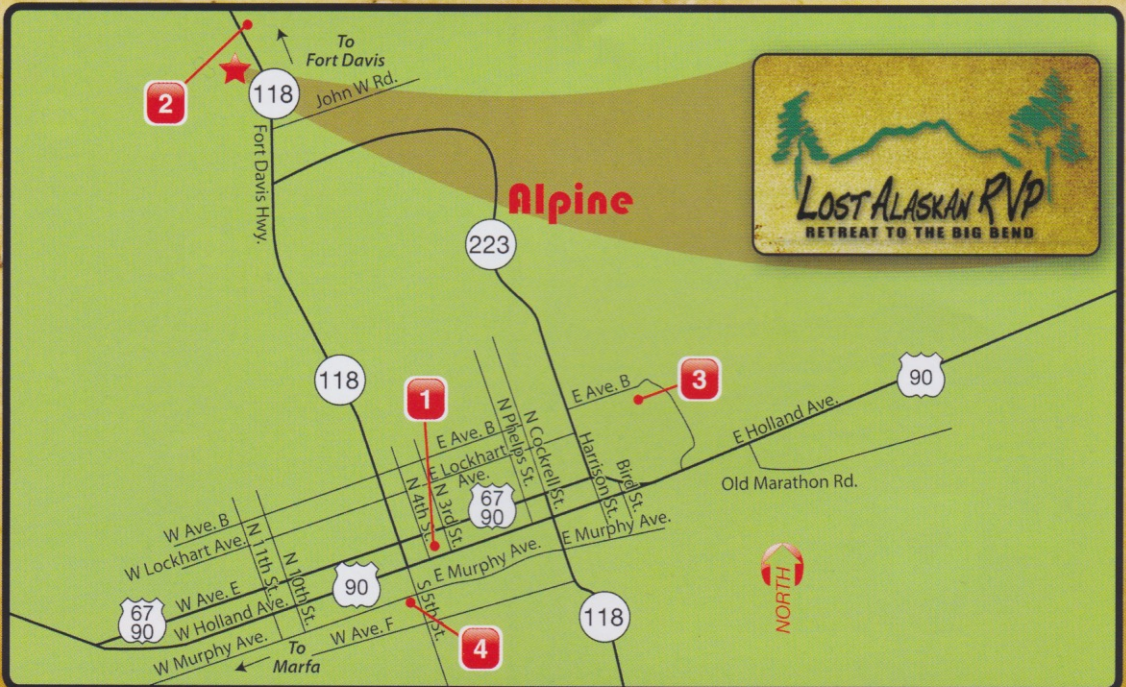 To
Fort Davis
2
118
John W Rd.
Fort Davis Hwy.
LOST ALASKAN RVP
RETREAT TO THE BIG BEND
Alpine
223
118
1
3
90
E Ave. B
N Phelps St.
N Cockrell St.
E Ave. B
E Holland Ave.
E Lockhart
Ave.
Harrison St.
Bird St.
N 4th St.
N 3rd St.
67
90
Old Marathon Rd.
W Ave. B
W Lockhart Ave.
N 11th St.
N 10th St.
E Murphy Ave.
E Murphy Ave.
90
W Ave. E
67
90
W Holland Ave.
S 5th St.
118
NORTH
W Murphy Ave.
To
Marfa
W Ave. F
4